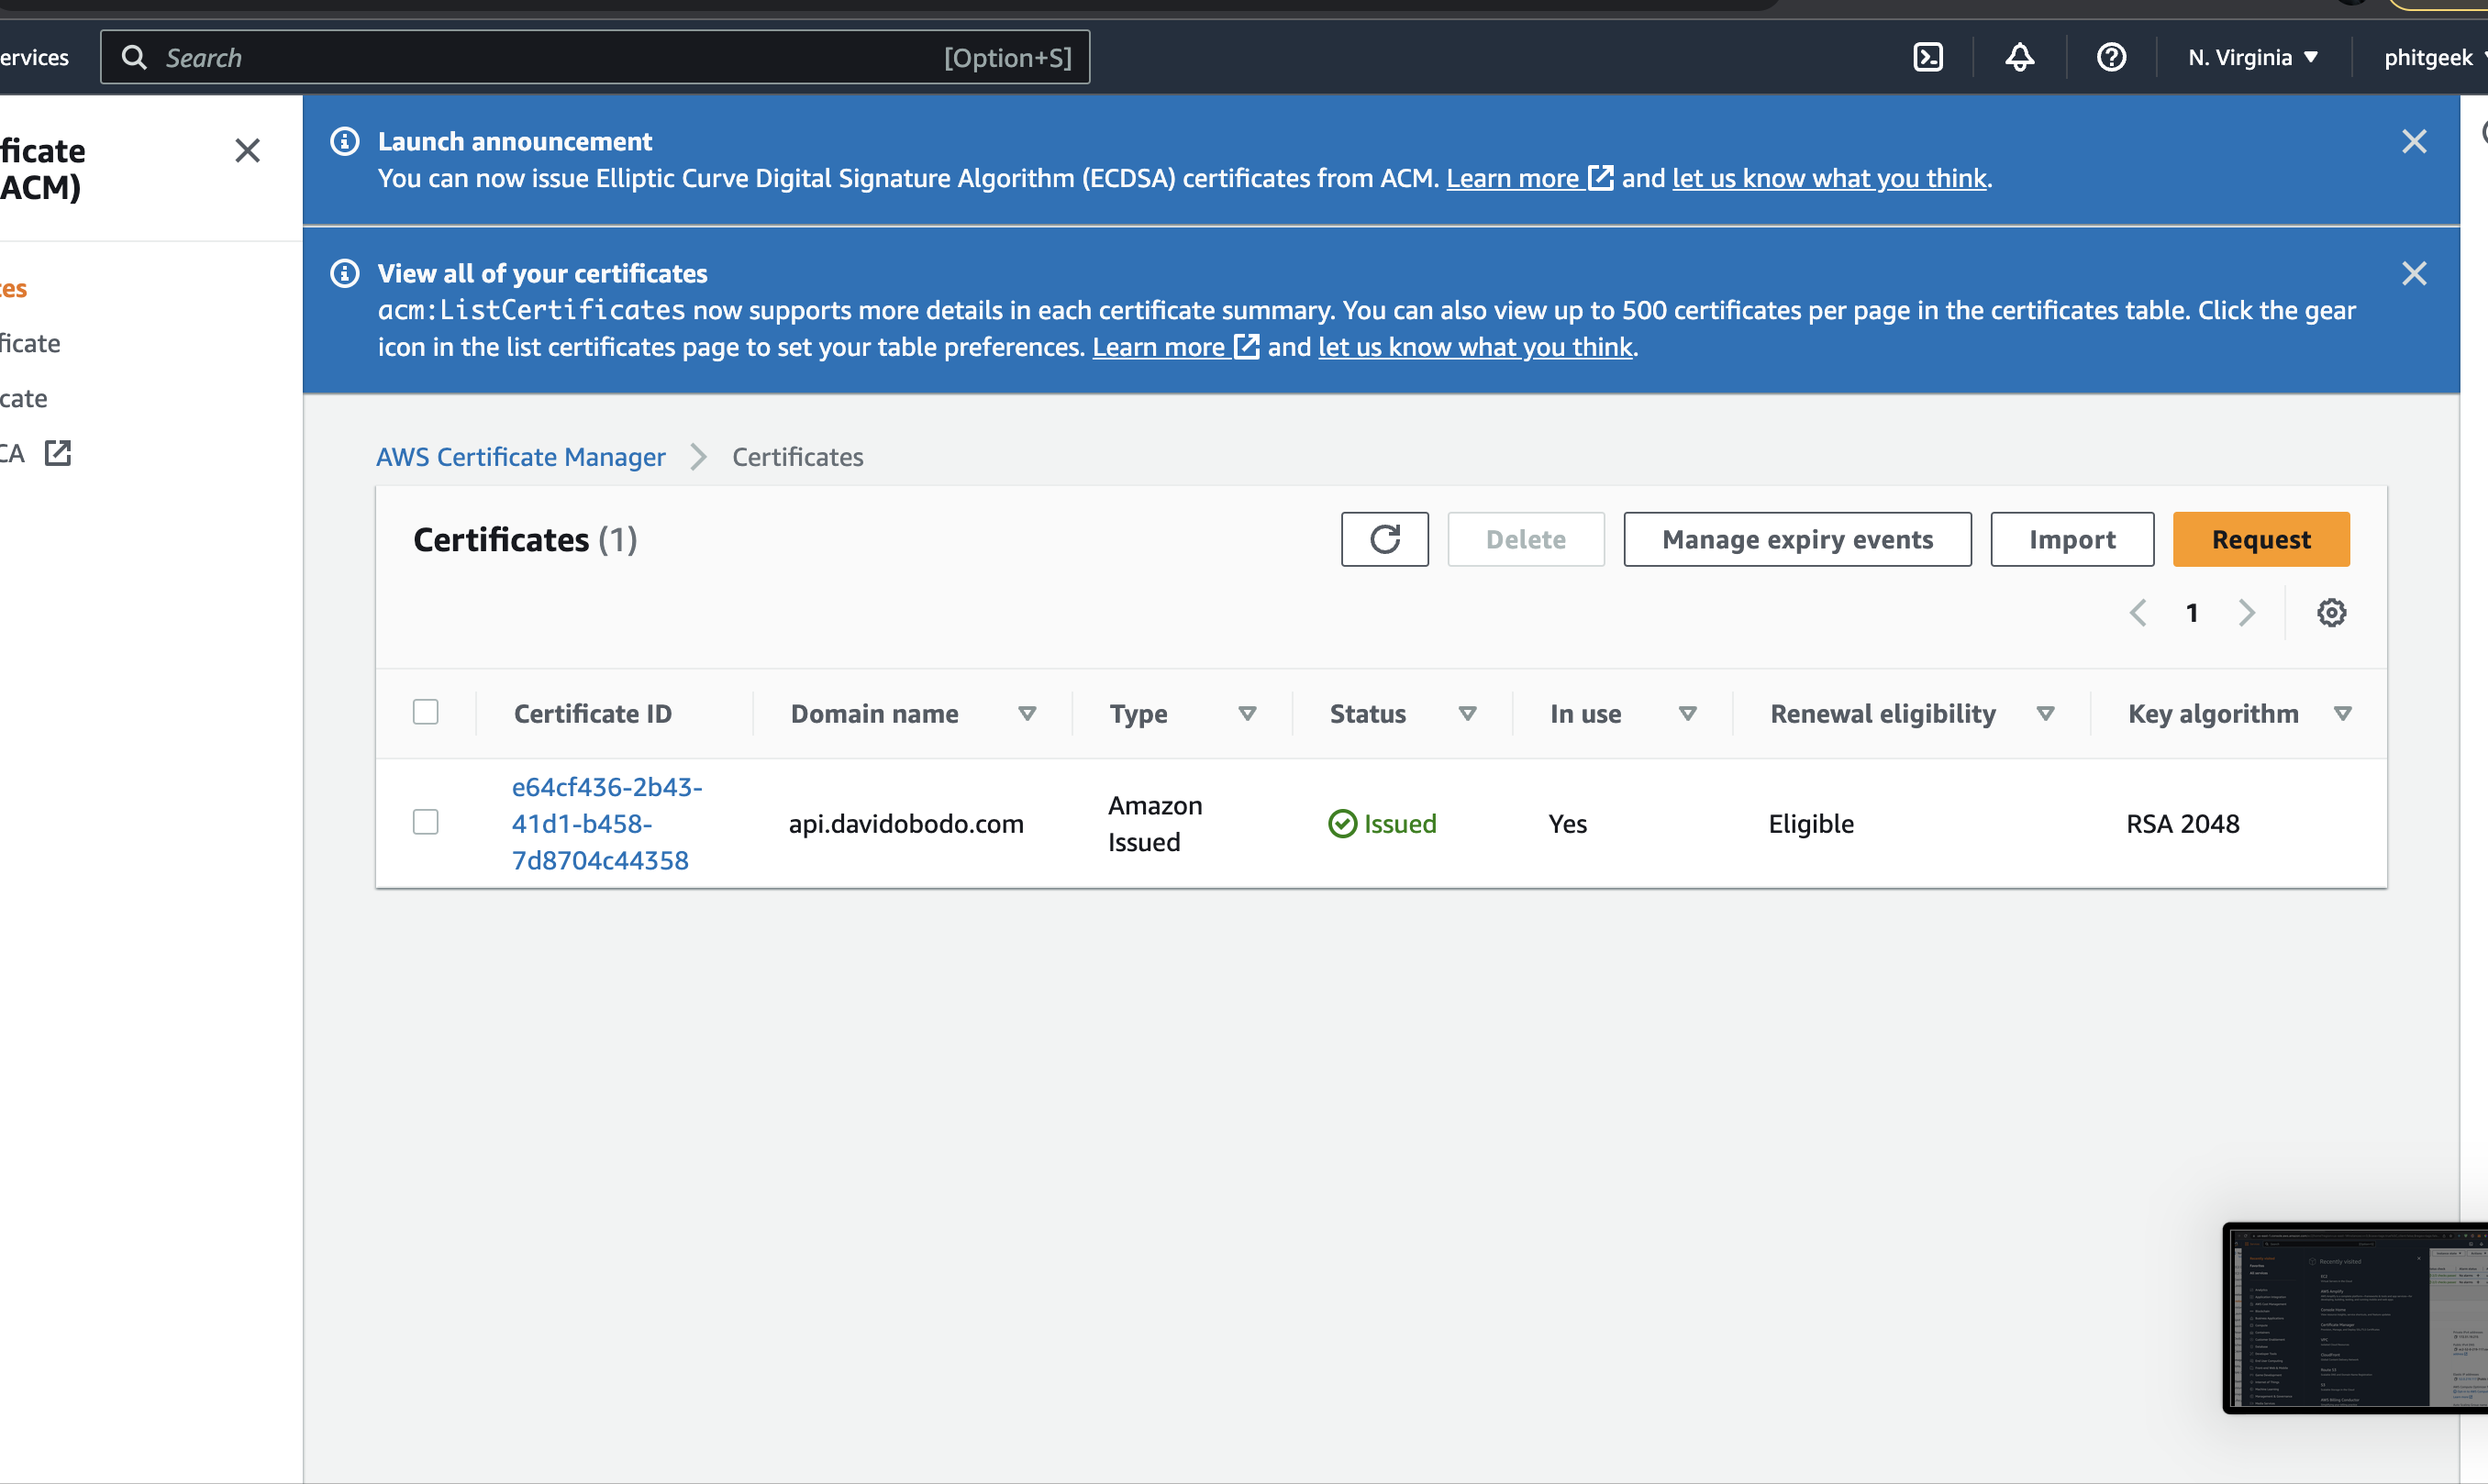 ervices
Search
[Option+S]
N. Virginia
phitgeek
ficate
ACM)
es
ficate
cate
CA
Launch announcement
You can now issue Elliptic Curve Digital Signature Algorithm (ECDSA) certificates from ACM. Learn more and let us know what you think.
View all of your certificates
acm:ListCertificates now supports more details in each certificate summary. You can also view up to 500 certificates per page in the certificates table. Click the gear
icon in the list certificates page to set your table preferences. Learn more and let us know what you think.
AWS Certificate Manager
Certificates
Certificates (1)
Delete
Manage expiry events
Import
Request
1
Certificate ID
Domain name
Type
Status
In use
Renewal eligibility
Key algorithm
e64cf436-2b43-
41d1-b458-
7d8704c44358
api.davidobodo.com
Amazon
Issued
Issued
Yes
Eligible
RSA 2048
Recently visited